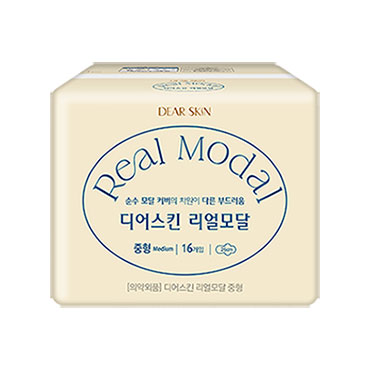 DEAR SKIN
Real Modal
순수 모달 커버의 차원이 다른 부드러움
디어스킨 리얼모달
중형 Medium | 16개입 | 25cm
[의약외품] 디어스킨 리얼모달 중형